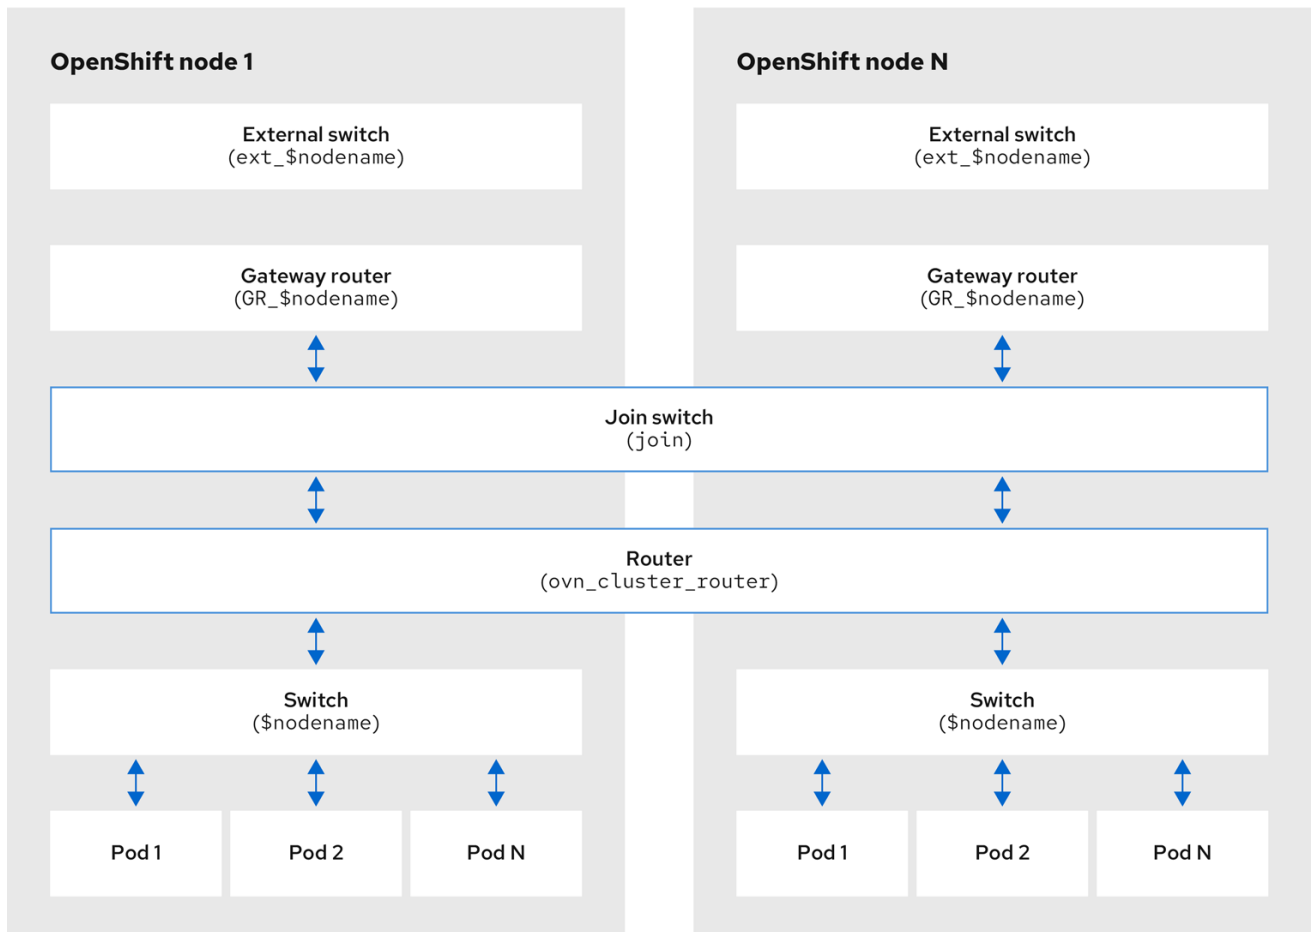 OpenShift node 1
External switch
(ext_$nodename)
Gateway router
(GR_$nodename)
OpenShift node N
External switch
(ext_$nodename)
Gateway router
(GR_$nodename)
Join switch
(join)
Router
(ovn_cluster_router)
Switch
($nodename)
Pod 1
Pod 2
Pod N
Switch
($nodename)
Pod 1
Pod 2
Pod N